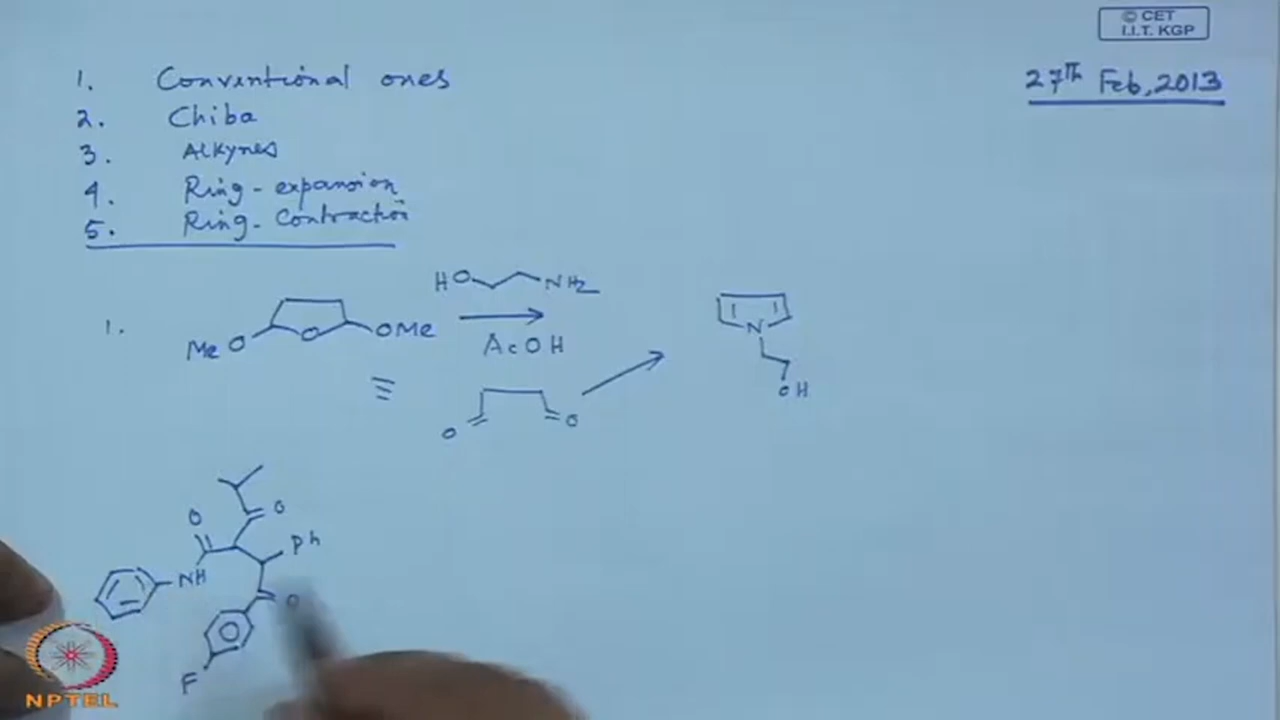 © CET
I.I.T. KGP
27th Feb, 2013
1. Conventional ones
2. Chiba
3. Alkynes
4. Ring-expansion
5. Ring-Contraction
1.
MeO
O
OMe
HO
NH2
AcOH
≡
O
O
N
OH
O
O
Ph
NH
O
F
NPTEL